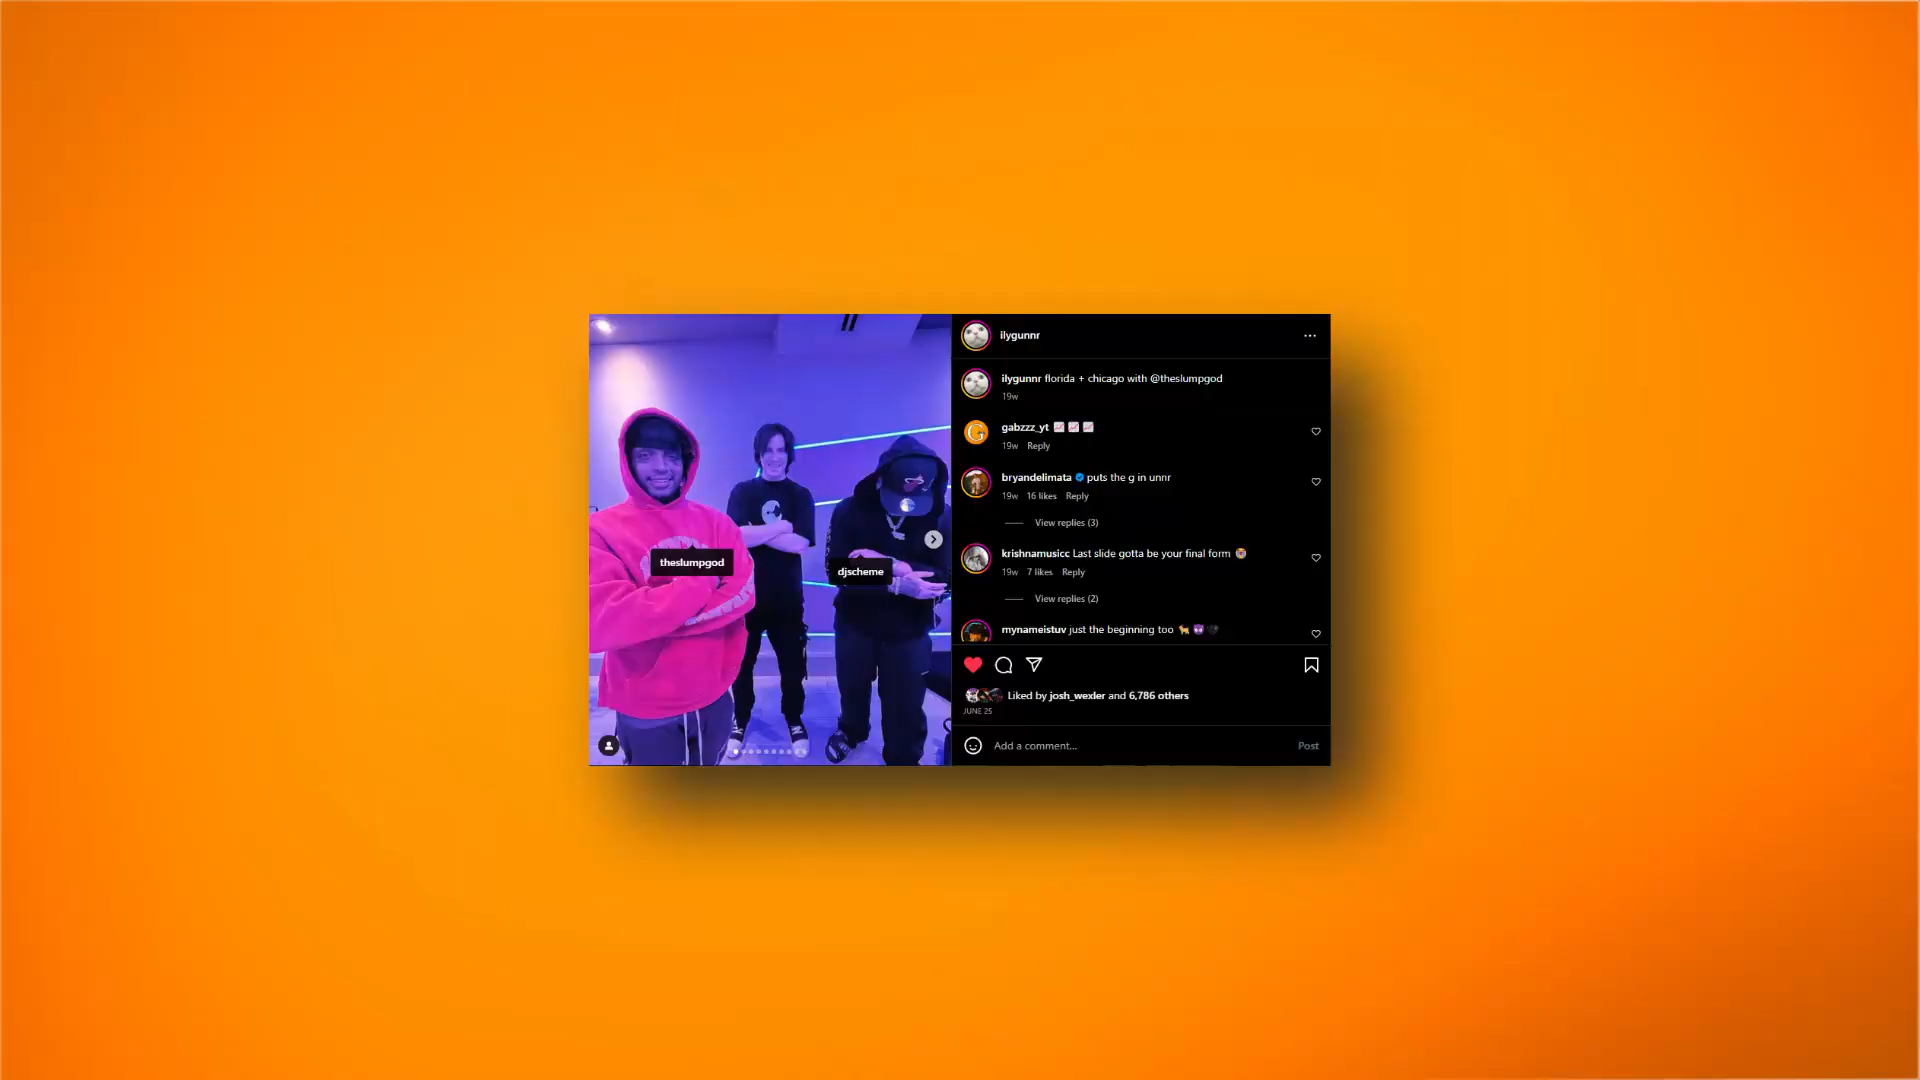 theslumpgod
djscheme
ilygunnr
ilygunnr florida + chicago with @theslumpgod
19w
gabzzz_yt 📈 📈 📈
19w Reply
bryandelimata puts the g in unnr
19w 16 likes Reply
View replies (3)
krishnamusicc Last slide gotta be your final form 😭
19w 7 likes Reply
View replies (2)
mynameistuv just the beginning too 🐐 😈 🖤
Liked by josh_wexler and 6,786 others
JUNE 25
Add a comment...
Post